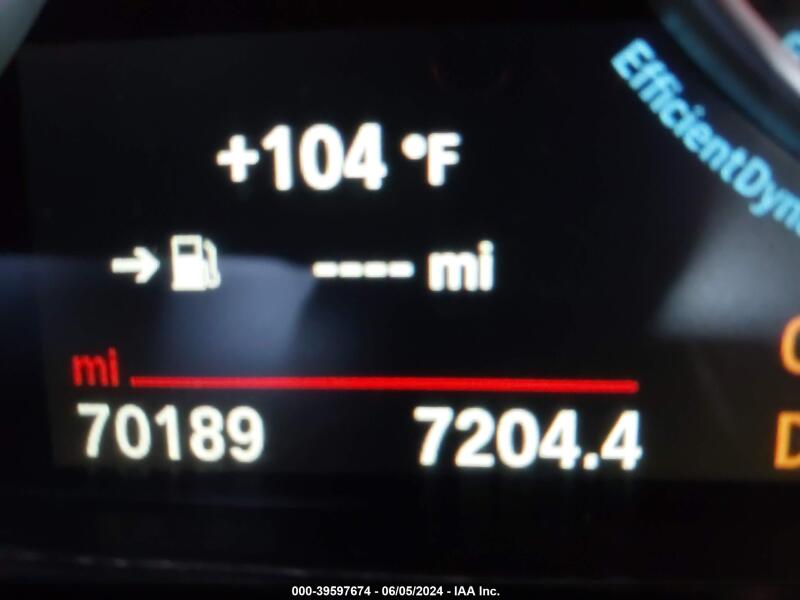 EfficientDyn
+104 °F
---- mi
mi
70189 7204.4
000-39597674 - 06/05/2024 - IAA Inc.